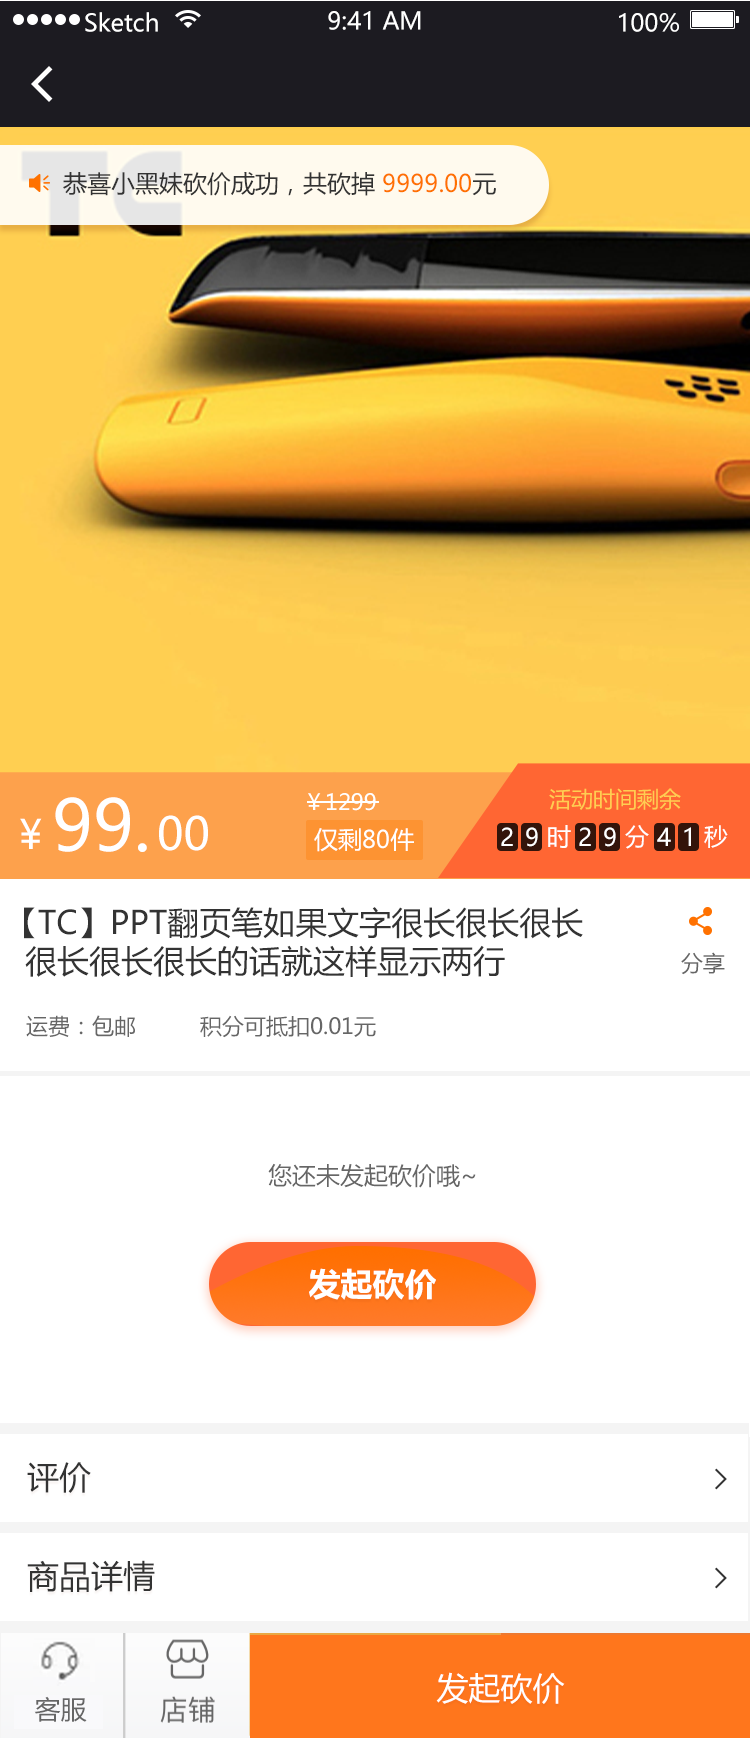 ●●●●●Sketch 9:41 AM 100%
TC
恭喜小黑妹砍价成功，共砍掉 9999.00元
¥ 99.00
¥1299
仅剩80件
活动时间剩余
29时29分41秒
【TC】PPT翻页笔如果文字很长很长很长
很长很长很长的话就这样显示两行
分享
运费：包邮 积分可抵扣0.01元
您还未发起砍价哦~
发起砍价
评价
商品详情
客服 店铺 发起砍价